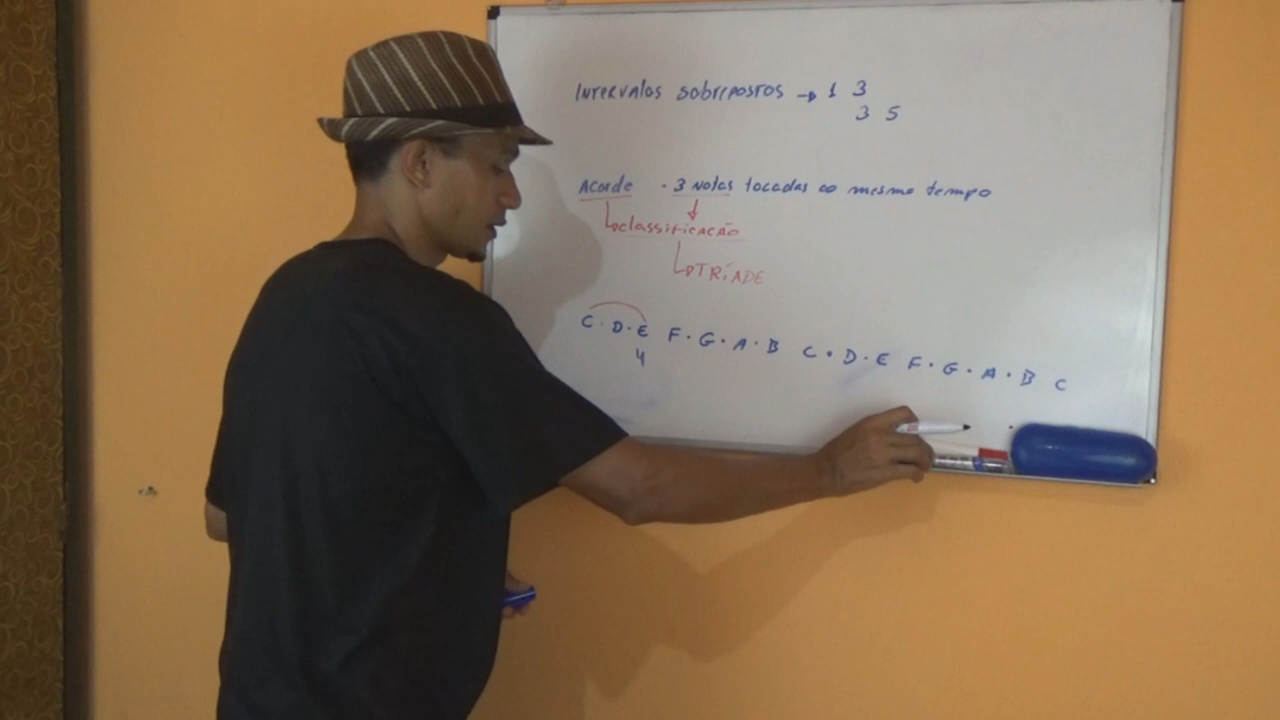 Intervalos sobrepostos → 1 3
3 5
Acorde - 3 Notas tocadas ao mesmo tempo
classificação
TRÍADE
C · D · E F · G · A · B C · D · E F · G · A · B C
4